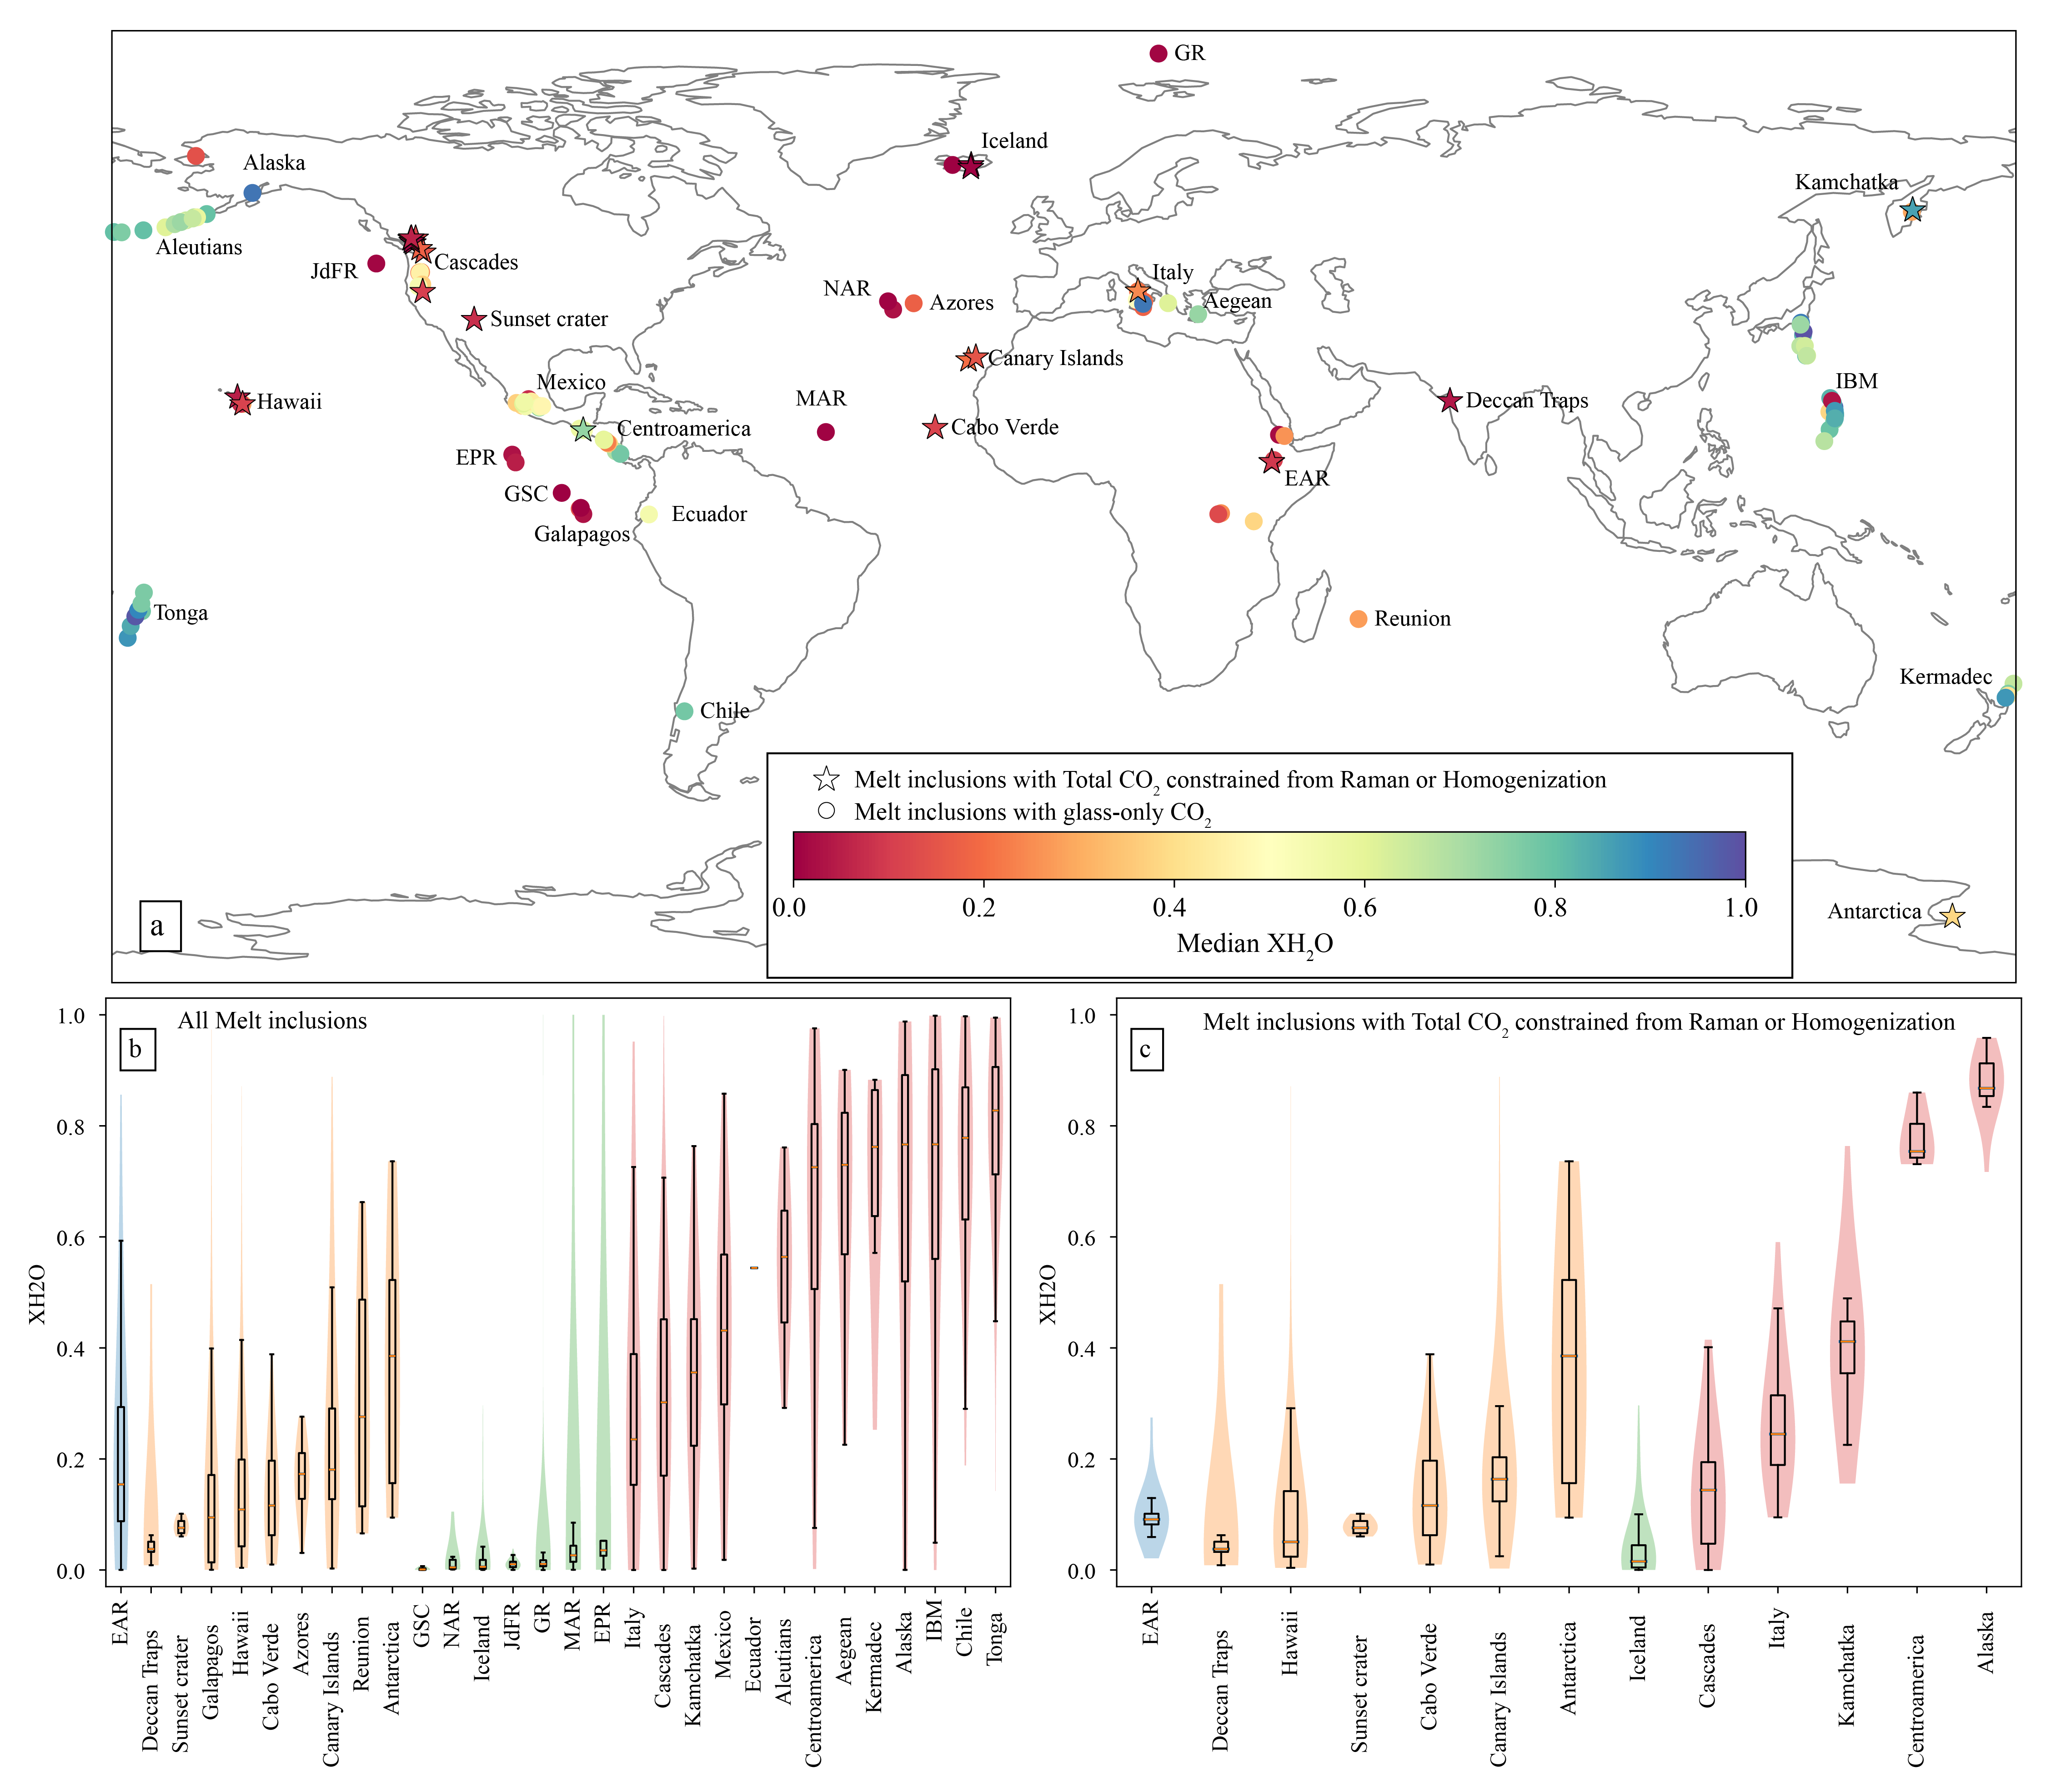 GR
Iceland
Alaska
Kamchatka
Aleutians
Cascades
JdFR
Italy
NAR
Azores
Aegean
Sunset crater
Canary Islands
Mexico
IBM
Hawaii
MAR
Deccan Traps
Centroamerica
Cabo Verde
EPR
EAR
GSC
Ecuador
Galapagos
Tonga
Reunion
Kermadec
Chile
Melt inclusions with Total CO₂ constrained from Raman or Homogenization
Melt inclusions with glass-only CO₂
0.0 0.2 0.4 0.6 0.8 1.0
Median XH₂O
Antarctica
a
b
All Melt inclusions
1.0
0.8
0.6
0.4
0.2
0.0
XH2O
EAR
Deccan Traps
Sunset crater
Galapagos
Hawaii
Cabo Verde
Azores
Canary Islands
Reunion
Antarctica
GSC
NAR
Iceland
JdFR
GR
MAR
EPR
Italy
Cascades
Kamchatka
Mexico
Ecuador
Aleutians
Centroamerica
Aegean
Kermadec
Alaska
IBM
Chile
Tonga
c
Melt inclusions with Total CO₂ constrained from Raman or Homogenization
1.0
0.8
0.6
0.4
0.2
0.0
XH2O
EAR
Deccan Traps
Hawaii
Sunset crater
Cabo Verde
Canary Islands
Antarctica
Iceland
Cascades
Italy
Kamchatka
Centroamerica
Alaska